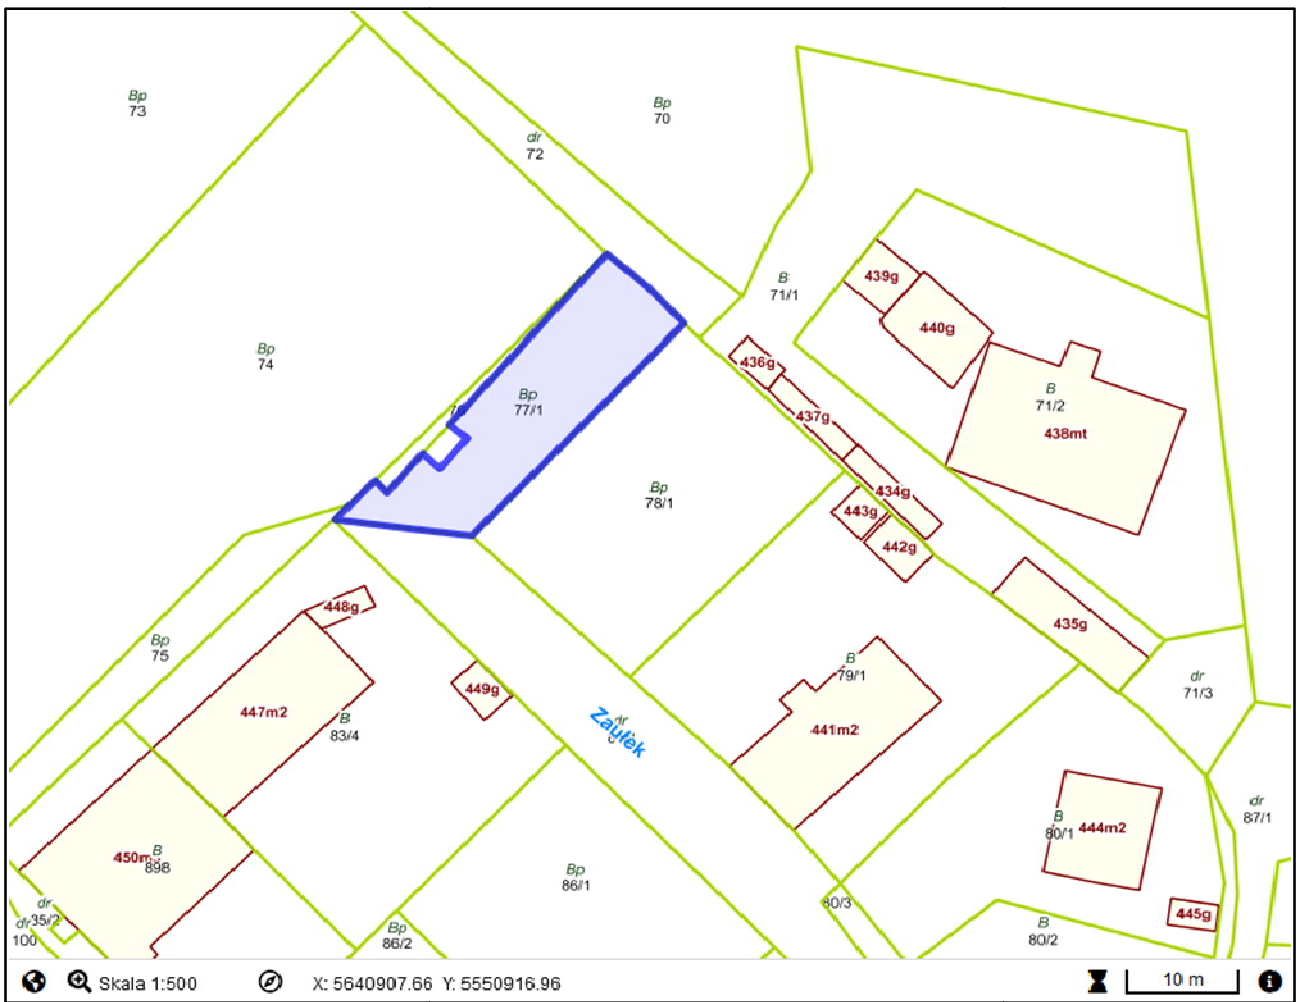 Bp
73
Bp
70
dr
72
B
71/1
439g
440g
Bp
74
436g
Bp
77/1
B
71/2
437g
438mt
Bp
78/1
434g
443g
442g
448g
435g
Bp
75
B
79/1
dr
71/3
449g
447m2
B
83/4
dr
Zaułek
441m2
B
80/1
444m2
dr
87/1
B
898
Bp
86/1
80/3
445g
dr
dr
100
Bp
86/2
B
80/2
Skala 1:500
X: 5640907.66 Y: 5550916.96
10 m